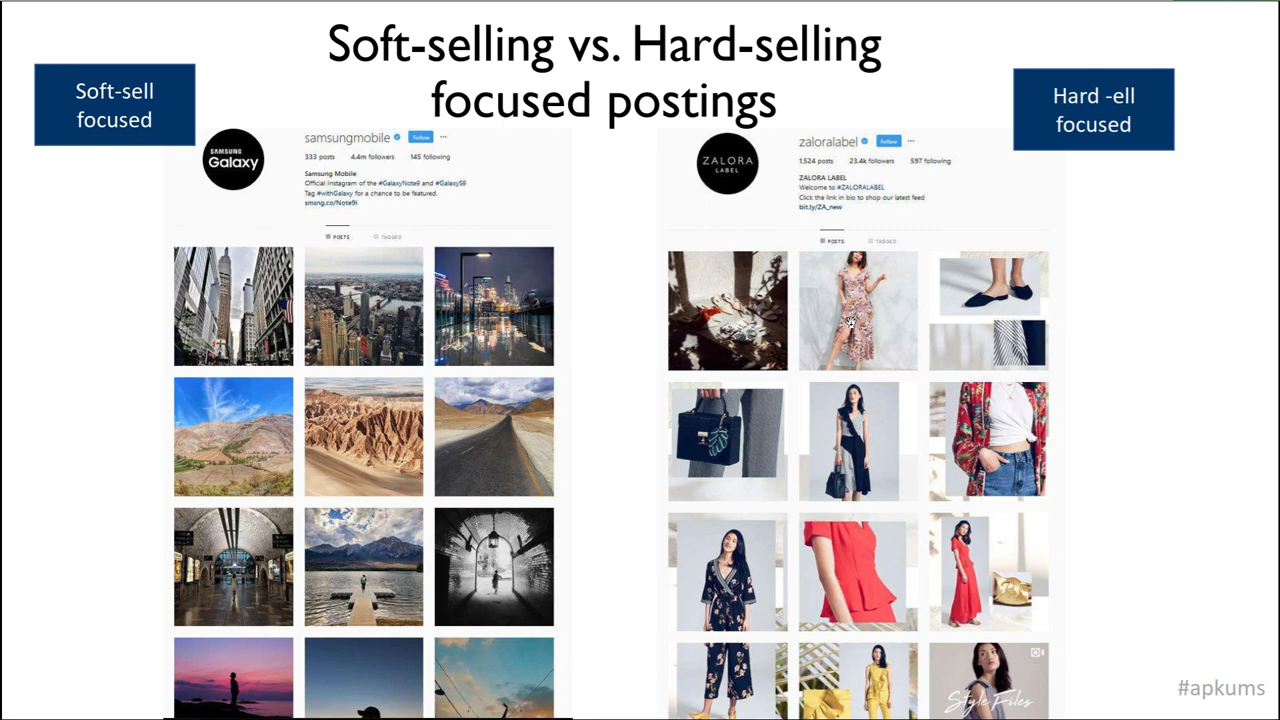 Soft-selling vs. Hard-selling
focused postings
Soft-sell
focused
Hard -ell
focused
SAMSUNG
Galaxy
samsungmobile Follow ...
333 posts 4.4m followers 145 following
Samsung Mobile
Official Instagram of the #GalaxyNote9 and #GalaxyS9
Tag #withGalaxy for a chance to be featured.
smsng.co/Note9i
POSTS TAGGED
ZALORA
LABEL
zaloralabel Follow ...
1,524 posts 23.4k followers 597 following
ZALORA LABEL
Welcome to #ZALORALABEL
Click the link in bio to shop our latest feed
bit.ly/ZA_new
POSTS TAGGED
Style Files
#apkums